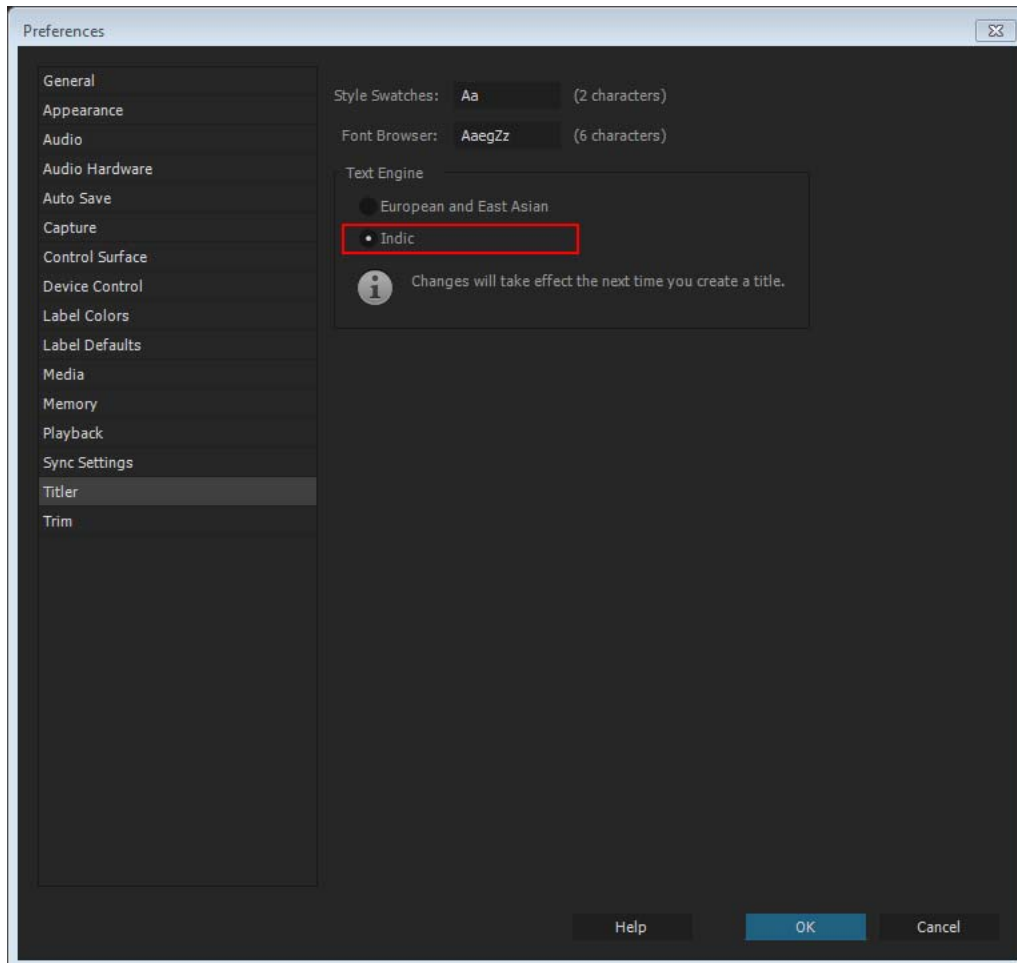 Preferences
General
Appearance
Audio
Audio Hardware
Auto Save
Capture
Control Surface
Device Control
Label Colors
Label Defaults
Media
Memory
Playback
Sync Settings
Titler
Trim
Style Swatches: Aa (2 characters)
Font Browser: AaegZz (6 characters)
Text Engine
European and East Asian
Indic
Changes will take effect the next time you create a title.
Help OK Cancel